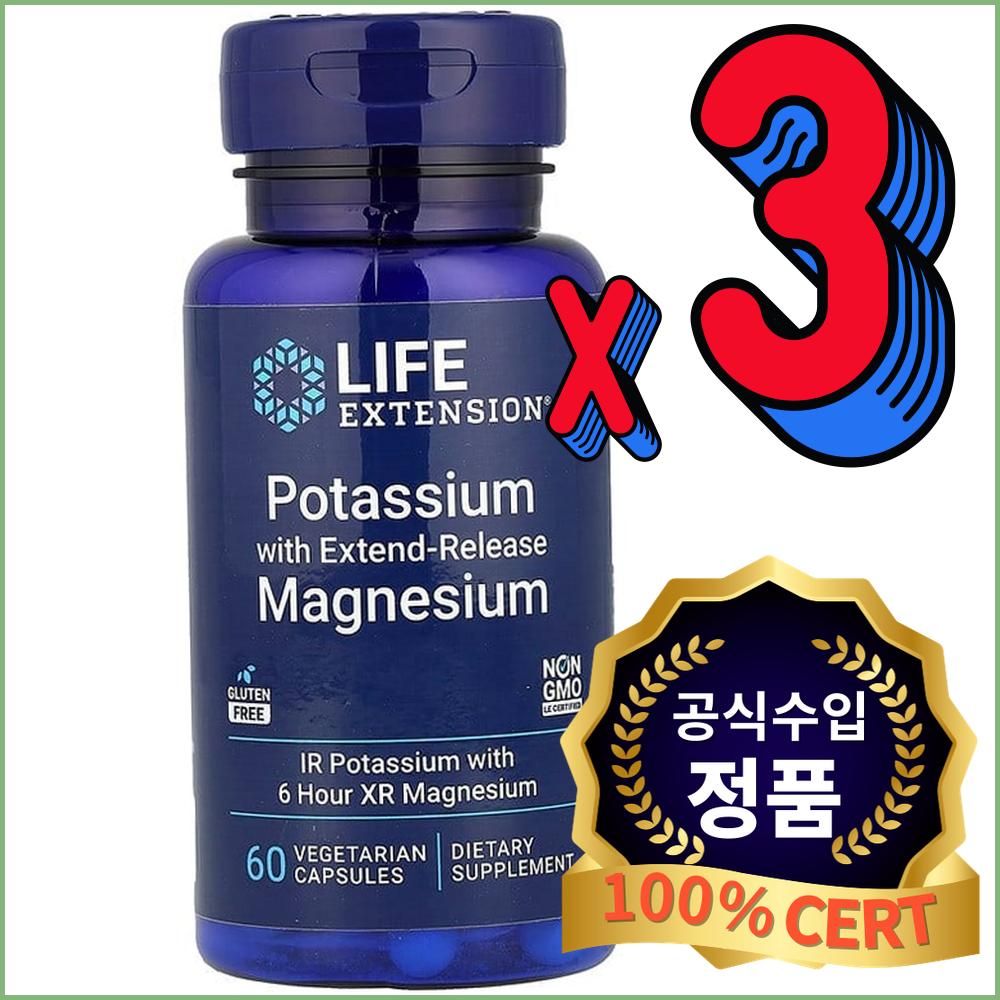 LIFE
EXTENSION®
Potassium
with Extend-Release
Magnesium
GLUTEN
FREE
NON
GMO
LE CERTIFIED
IR Potassium with
6 Hour XR Magnesium
60 VEGETARIAN
CAPSULES
DIETARY
SUPPLEMENT
x 3
공식수입
정품
100% CERT